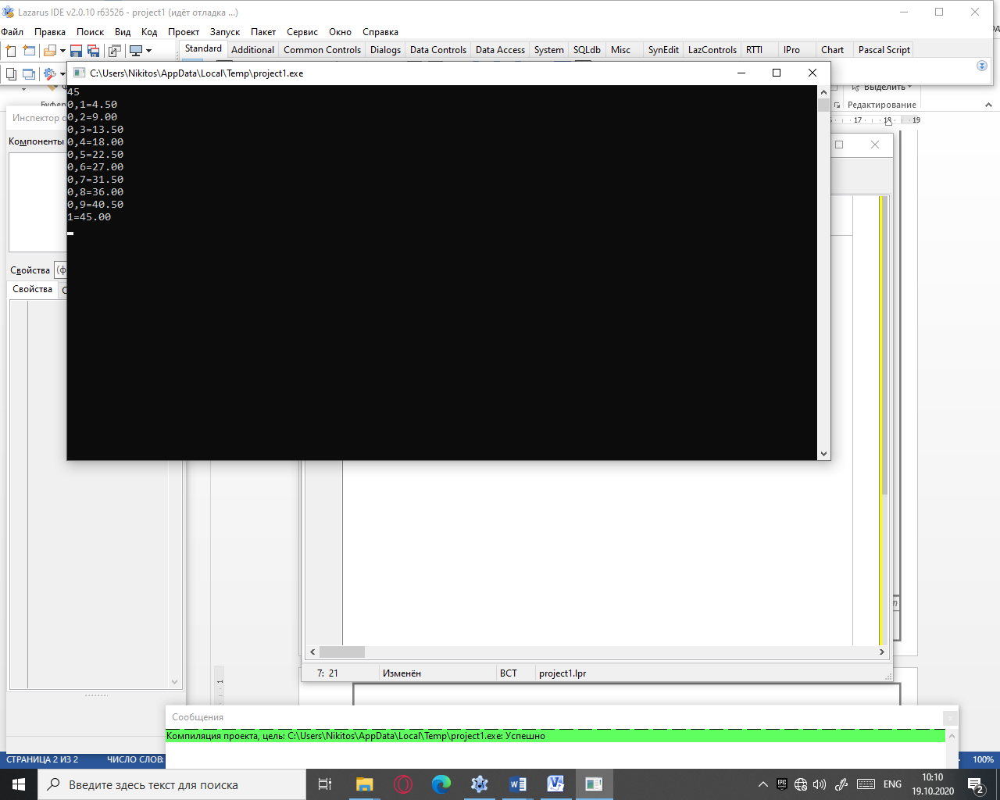 Lazarus IDE v2.0.10 r63526 - project1 (идёт отладка ...)
Файл Правка Поиск Вид Код Проект Запуск Пакет Сервис Окно Справка
Standard Additional Common Controls Dialogs Data Controls Data Access System SQLdb Misc SynEdit LazControls RTTI IPro Chart Pascal Script
C:\Users\Nikitos\AppData\Local\Temp\project1.exe
Выделить
Редактирование
Инспектор
17 18 19
Компоненты
45
0,1=4.50
0,2=9.00
0,3=13.50
0,4=18.00
0,5=22.50
0,6=27.00
0,7=31.50
0,8=36.00
0,9=40.50
1=45.00
Свойства (ф
Свойства
7: 21 Изменён ВСТ project1.lpr
1
Сообщения
Компиляция проекта, цель: C:\Users\Nikitos\AppData\Local\Temp\project1.exe: Успешно
СТРАНИЦА 2 ИЗ 2 ЧИСЛО СЛОВ: 100%
Введите здесь текст для поиска
EPIC ENG 10:10
19.10.2020
2